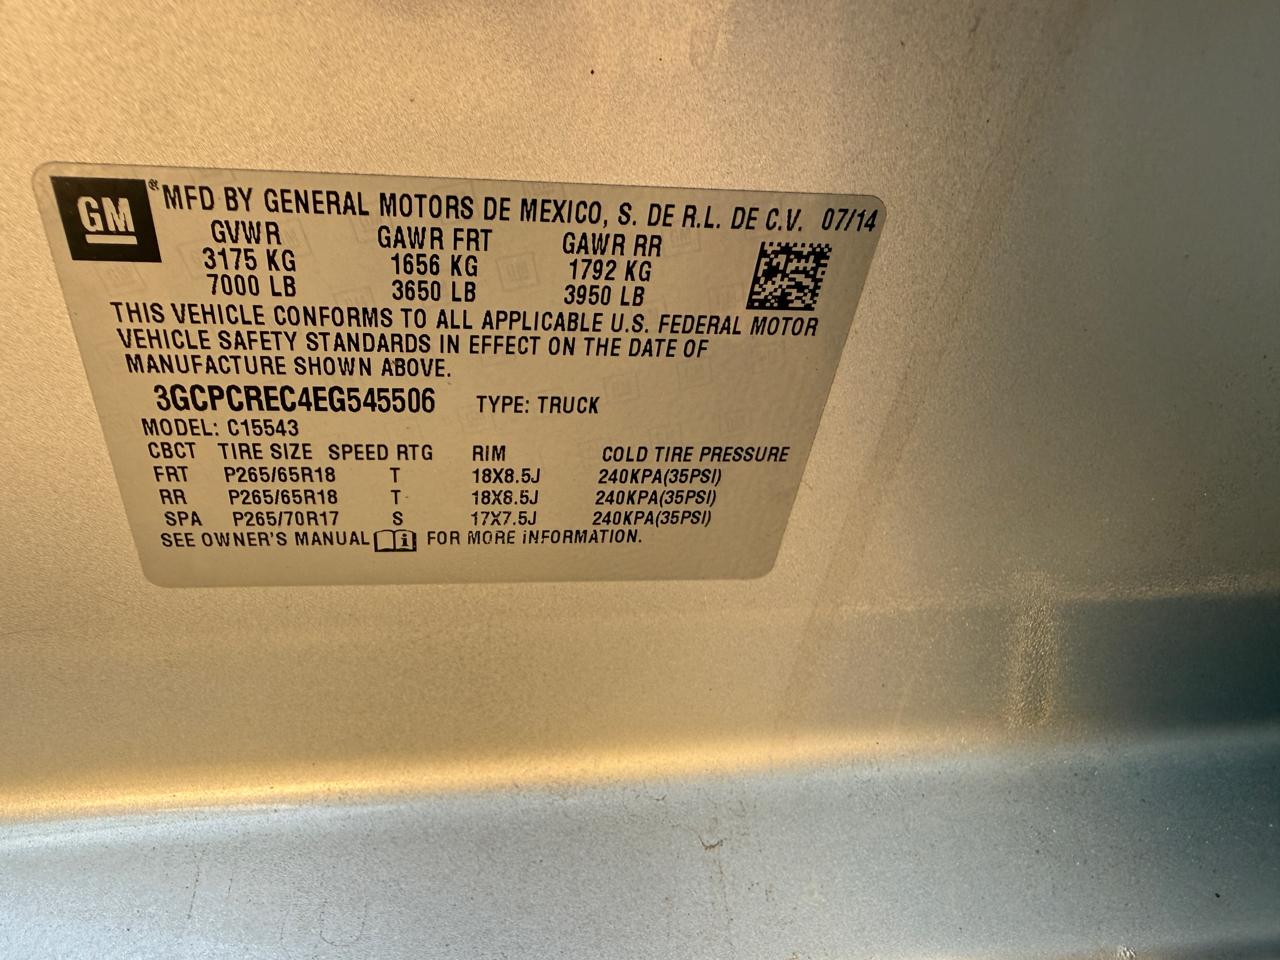 GM ® MFD BY GENERAL MOTORS DE MEXICO, S. DE R.L. DE C.V. 07/14
GVWR GAWR FRT GAWR RR
3175 KG 1656 KG 1792 KG
7000 LB 3650 LB 3950 LB
THIS VEHICLE CONFORMS TO ALL APPLICABLE U.S. FEDERAL MOTOR
VEHICLE SAFETY STANDARDS IN EFFECT ON THE DATE OF
MANUFACTURE SHOWN ABOVE.
3GCPCREC4EG545506 TYPE: TRUCK
MODEL: C15543
CBCT TIRE SIZE SPEED RTG RIM COLD TIRE PRESSURE
FRT P265/65R18 T 18X8.5J 240KPA(35PSI)
RR P265/65R18 T 18X8.5J 240KPA(35PSI)
SPA P265/70R17 S 17X7.5J 240KPA(35PSI)
SEE OWNER'S MANUAL i FOR MORE INFORMATION.